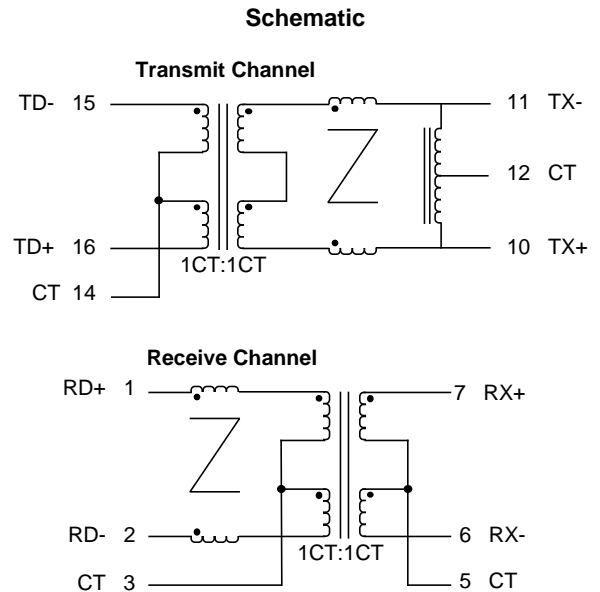 Schematic
Transmit Channel
TD- 15
11 TX-
12 CT
TD+ 16
10 TX+
1CT:1CT
CT 14
Receive Channel
RD+ 1
7 RX+
RD- 2
6 RX-
1CT:1CT
CT 3
5 CT